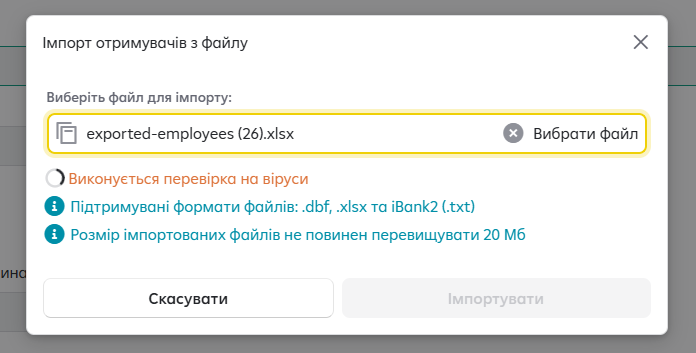 Імпорт отримувачів з файлу
Виберіть файл для імпорту:
exported-employees (26).xlsx Вибрати файл
Виконується перевірка на віруси
Підтримувані формати файлів: .dbf, .xlsx та iBank2 (.txt)
Розмір імпортованих файлів не повинен перевищувати 20 Мб
ина
Скасувати Імпортувати